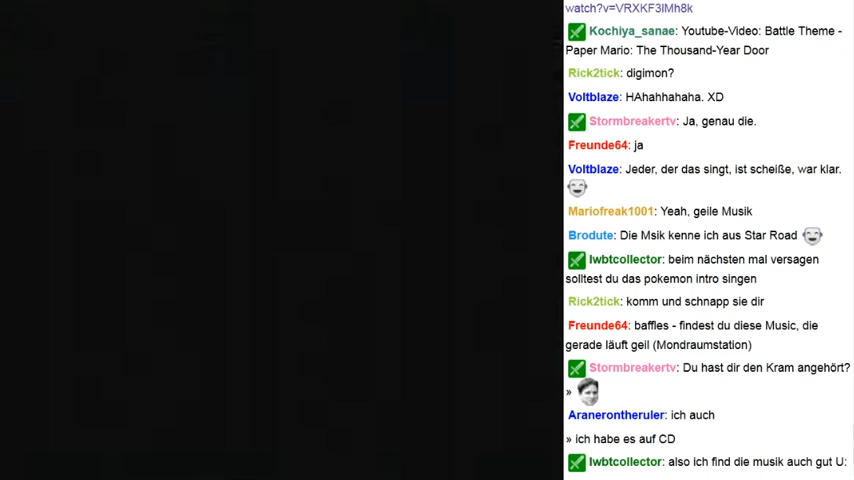 watch?v=VRXKF3lMh8k
Kochiya_sanae: Youtube-Video: Battle Theme -
Paper Mario: The Thousand-Year Door
Rick2tick: digimon?
Voltblaze: HAhahhahaha. XD
Stormbreakertv: Ja, genau die.
Freunde64: ja
Voltblaze: Jeder, der das singt, ist scheiße, war klar.
Mariofreak1001: Yeah, geile Musik
Brodute: Die Msik kenne ich aus Star Road
Iwbtcollector: beim nächsten mal versagen
solltest du das pokemon intro singen
Rick2tick: komm und schnapp sie dir
Freunde64: baffles - findest du diese Music, die
gerade läuft geil (Mondraumstation)
Stormbreakertv: Du hast dir den Kram angehört?
»
Aranerontheruler: ich auch
» ich habe es auf CD
Iwbtcollector: also ich find die musik auch gut U: